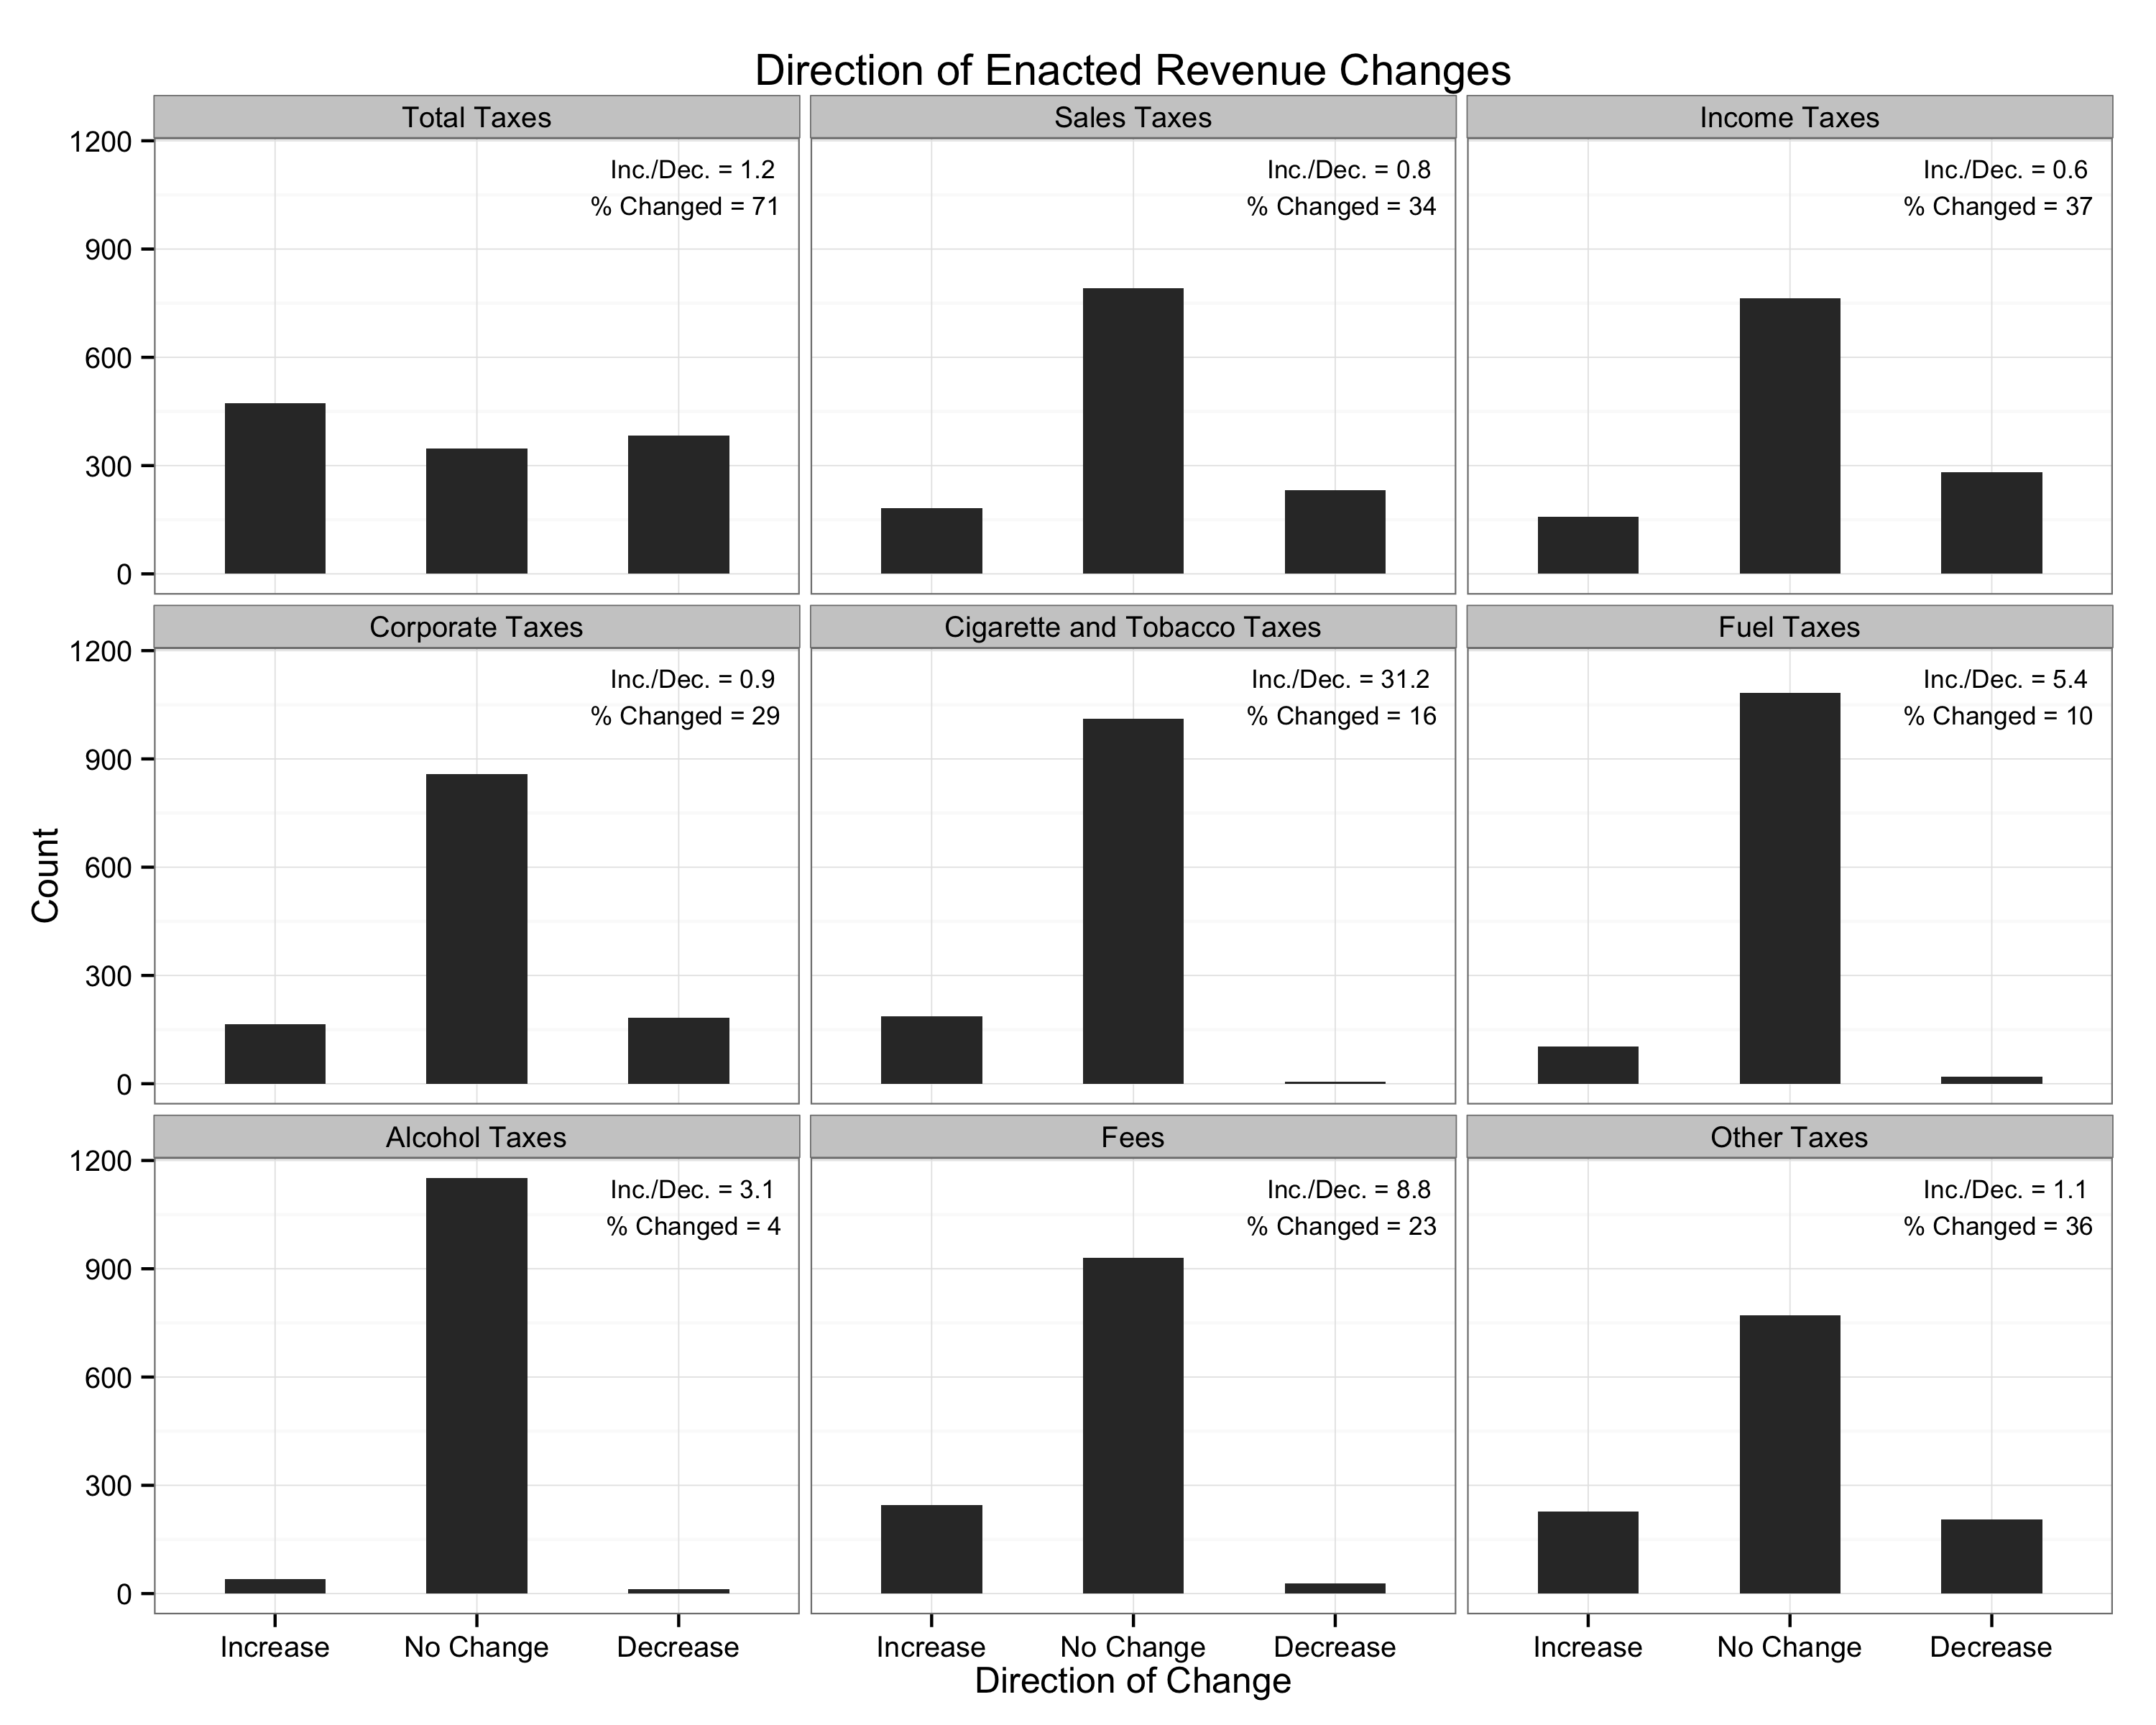 Direction of Enacted Revenue Changes
Total Taxes
Sales Taxes
Income Taxes
1200
900
600
300
0
Inc./Dec. = 1.2
% Changed = 71
Inc./Dec. = 0.8
% Changed = 34
Inc./Dec. = 0.6
% Changed = 37
Corporate Taxes
Cigarette and Tobacco Taxes
Fuel Taxes
1200
900
600
300
0
Inc./Dec. = 0.9
% Changed = 29
Inc./Dec. = 31.2
% Changed = 16
Inc./Dec. = 5.4
% Changed = 10
Count
Alcohol Taxes
Fees
Other Taxes
1200
900
600
300
0
Inc./Dec. = 3.1
% Changed = 4
Inc./Dec. = 8.8
% Changed = 23
Inc./Dec. = 1.1
% Changed = 36
Increase No Change Decrease
Increase No Change Decrease
Increase No Change Decrease
Direction of Change